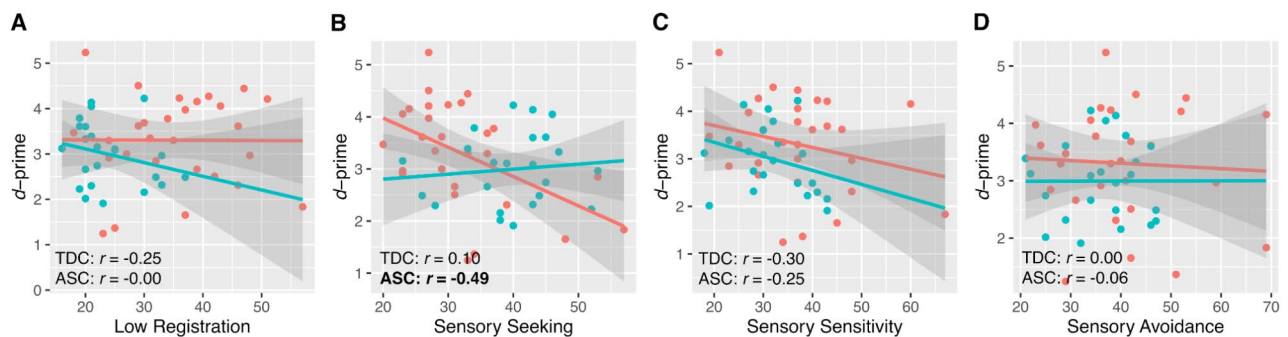 A
B
C
D
d−prime
5
4
3
2
1
0
TDC: r = -0.25
ASC: r = -0.00
20
30
40
50
Low Registration
d−prime
5
4
3
2
1
TDC: r = 0.10
ASC: r = -0.49
20
30
40
50
Sensory Seeking
d−prime
5
4
3
2
1
TDC: r = -0.30
ASC: r = -0.25
20
30
40
50
60
Sensory Sensitivity
d−prime
5
4
3
2
TDC: r = 0.00
ASC: r = -0.06
20
30
40
50
60
70
Sensory Avoidance